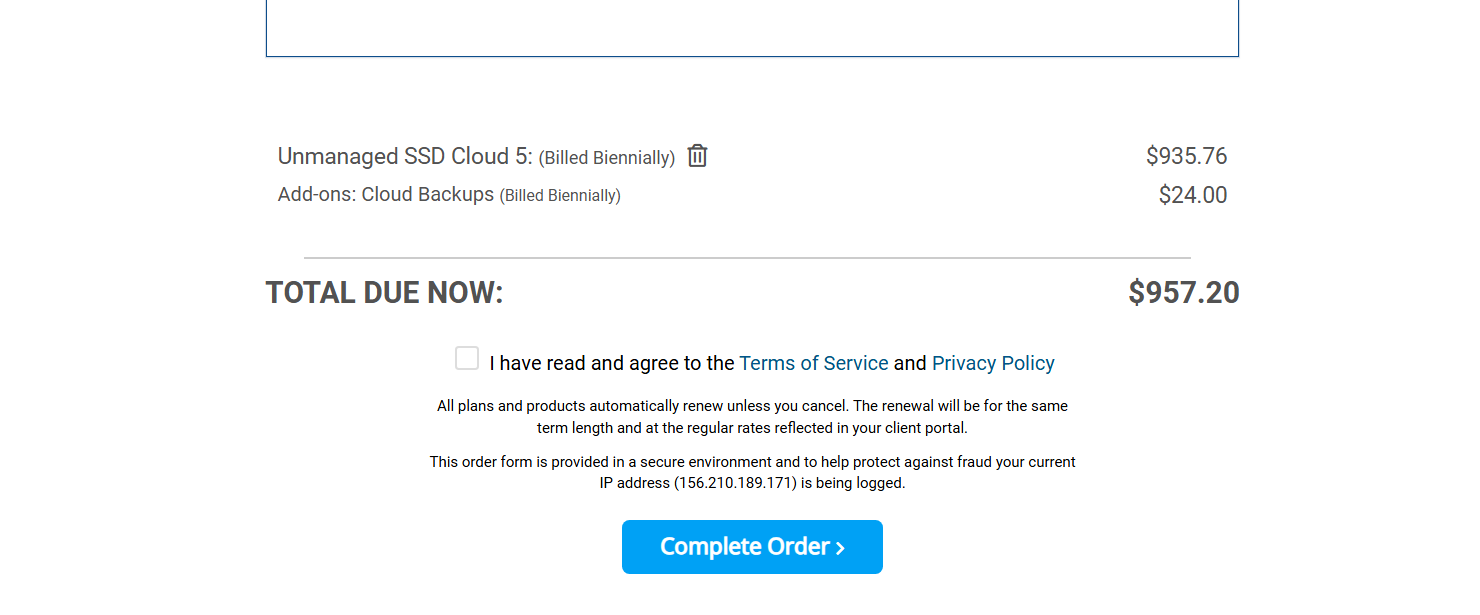 Unmanaged SSD Cloud 5: (Billed Biennially) $935.76
Add-ons: Cloud Backups (Billed Biennially) $24.00
TOTAL DUE NOW: $957.20
I have read and agree to the Terms of Service and Privacy Policy
All plans and products automatically renew unless you cancel. The renewal will be for the same
term length and at the regular rates reflected in your client portal.
This order form is provided in a secure environment and to help protect against fraud your current
IP address (156.210.189.171) is being logged.
Complete Order ›